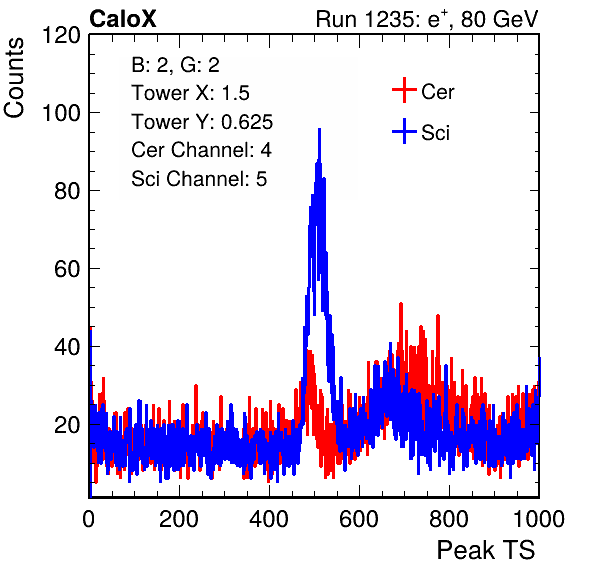 CaloX
Run 1235: e+, 80 GeV
Counts
120
100
80
60
40
20
B: 2, G: 2
Tower X: 1.5
Tower Y: 0.625
Cer Channel: 4
Sci Channel: 5
Cer
Sci
0 200 400 600 800 1000
Peak TS